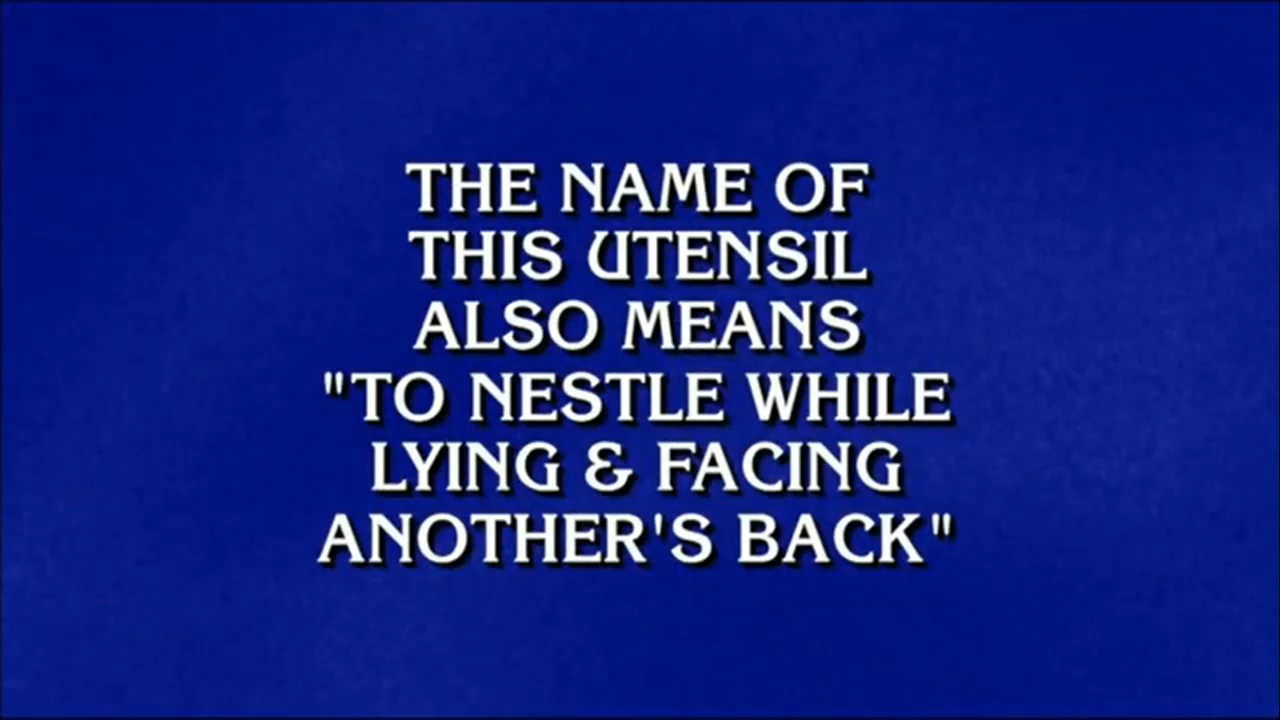 THE NAME OF
THIS UTENSIL
ALSO MEANS
"TO NESTLE WHILE
LYING & FACING
ANOTHER'S BACK"